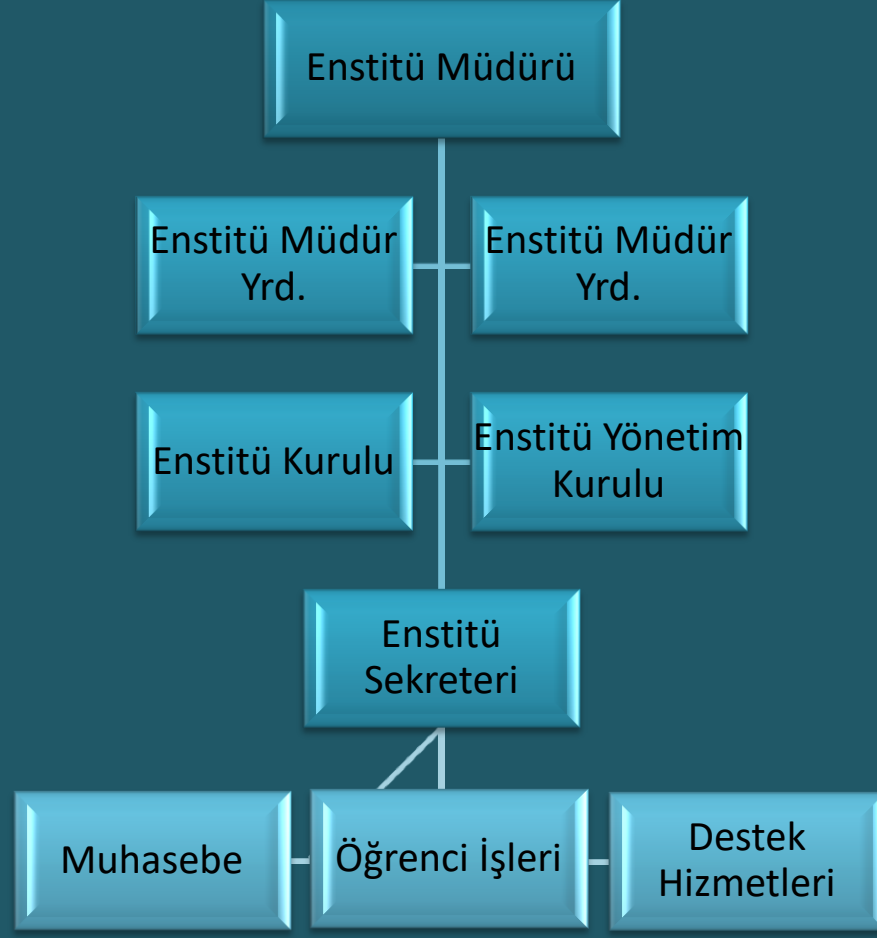 Enstitü Müdürü
Enstitü Müdür
Yrd.
Enstitü Müdür
Yrd.
Enstitü Kurulu
Enstitü Yönetim
Kurulu
Enstitü
Sekreteri
Muhasebe
Öğrenci İşleri
Destek
Hizmetleri